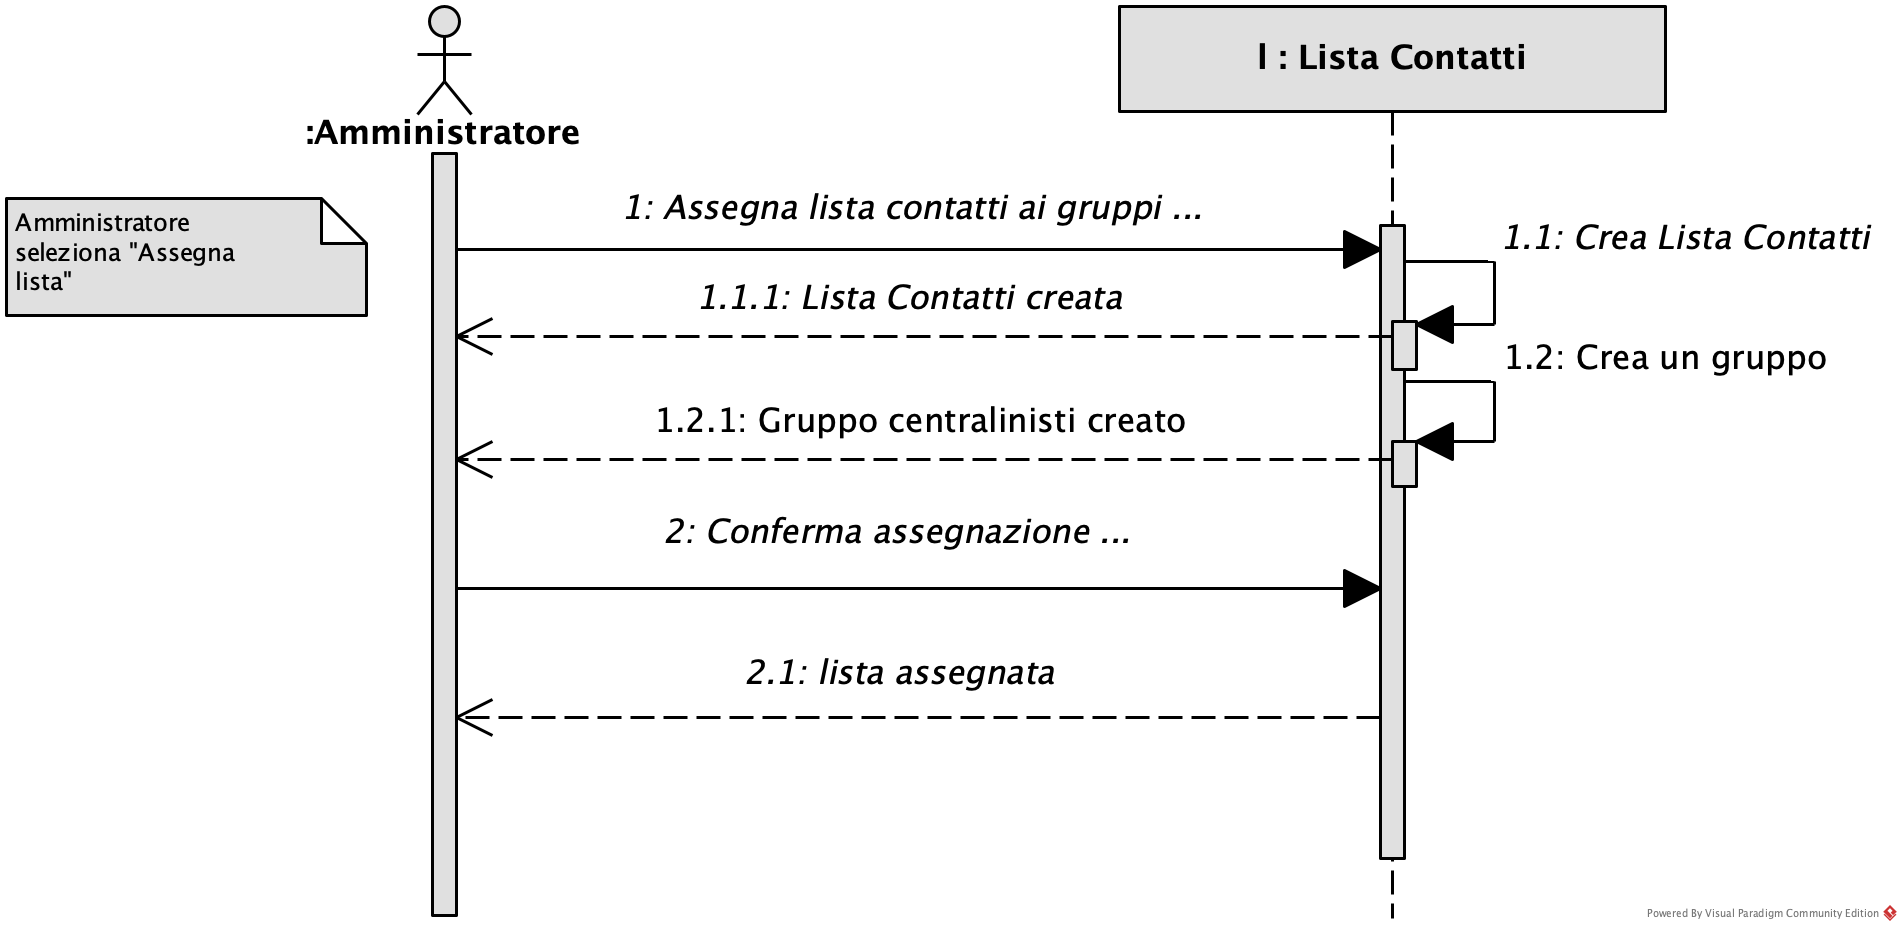 l : Lista Contatti
:Amministratore
Amministratore
seleziona "Assegna
lista"
1: Assegna lista contatti ai gruppi ...
1.1: Crea Lista Contatti
1.1.1: Lista Contatti creata
1.2: Crea un gruppo
1.2.1: Gruppo centralinisti creato
2: Conferma assegnazione ...
2.1: lista assegnata
Powered By Visual Paradigm Community Edition